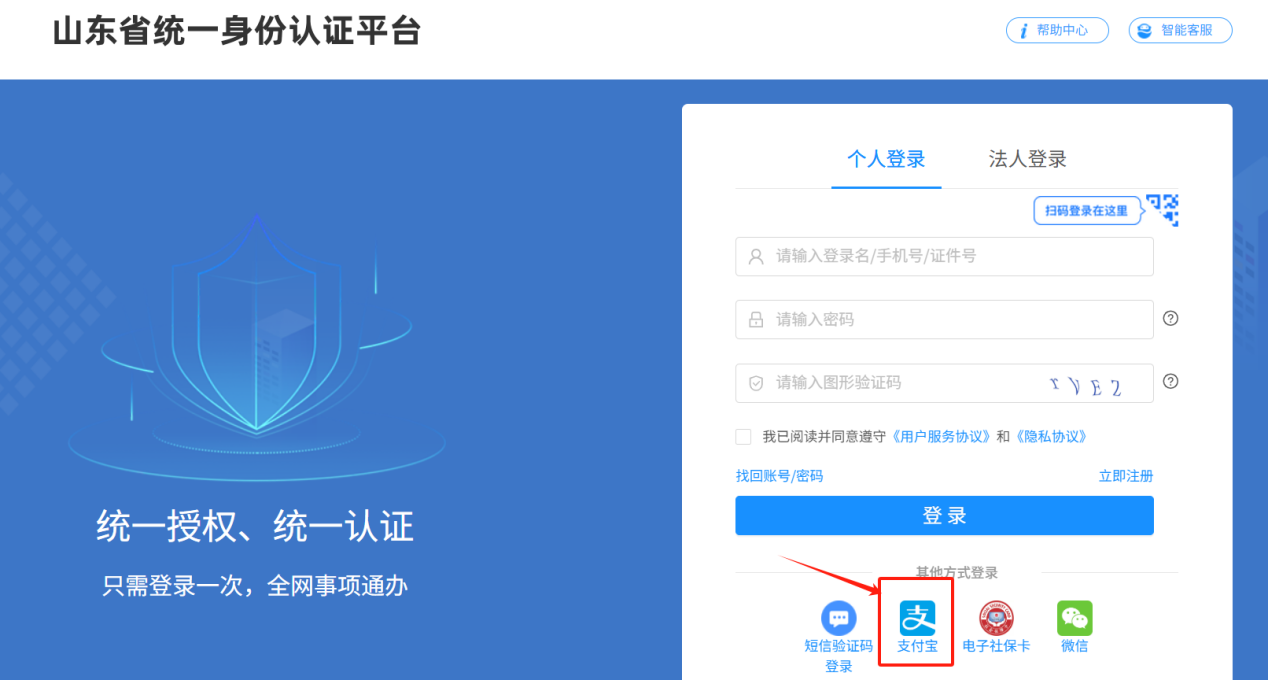 山东省统一身份认证平台
帮助中心
智能客服
个人登录
法人登录
扫码登录在这里
请输入登录名/手机号/证件号
请输入密码
请输入图形验证码
我已阅读并同意遵守《用户服务协议》和《隐私协议》
找回账号/密码
立即注册
登录
统一授权、统一认证
只需登录一次，全网事项通办
其他方式登录
短信验证码
登录
支付宝
电子社保卡
微信